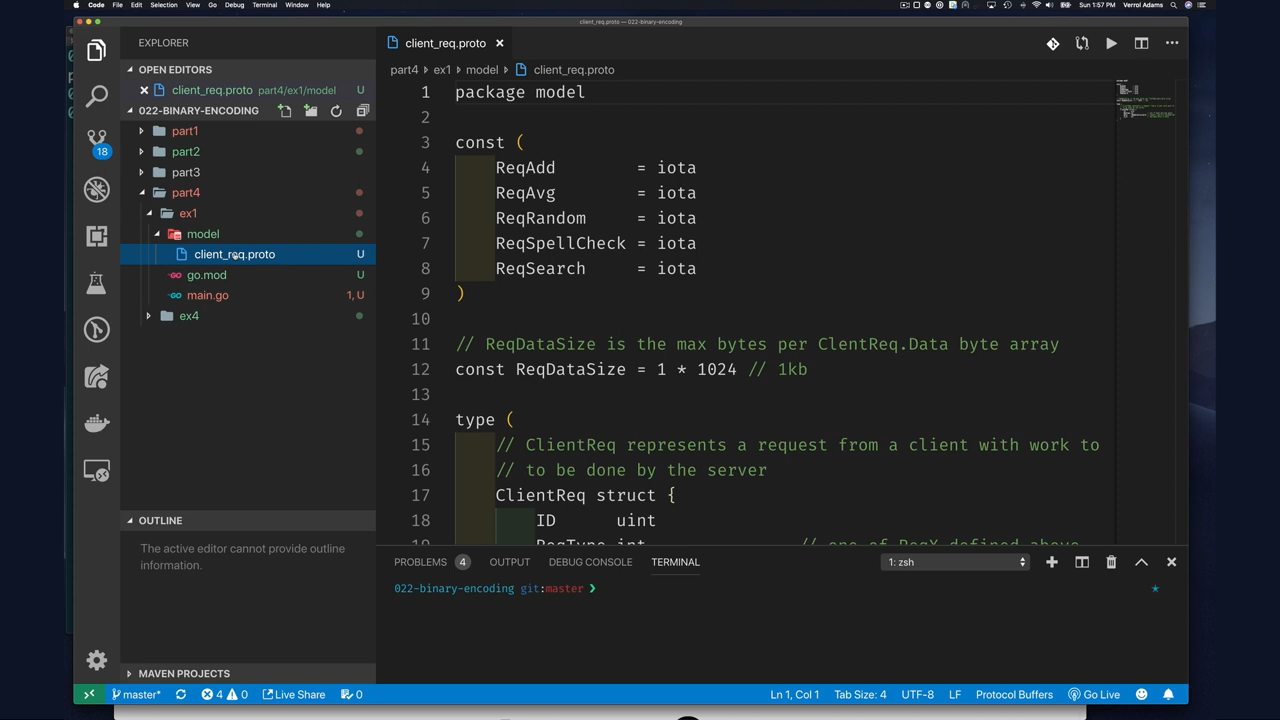 Code File Edit Selection View Go Debug Terminal Window Help
Sun 1:57 PM Verrol Adams
client_req.proto — 022-binary-encoding
EXPLORER
OPEN EDITORS
client_req.proto part4/ex1/model U
022-BINARY-ENCODING
part1
part2
part3
part4
ex1
model
client_req.proto U
go.mod U
main.go 1, U
ex4
18
OUTLINE
The active editor cannot provide outline
information.
MAVEN PROJECTS
client_req.proto
part4 ex1 model client_req.proto
1 package model
2
3 const (
4 ReqAdd = iota
5 ReqAvg = iota
6 ReqRandom = iota
7 ReqSpellCheck = iota
8 ReqSearch = iota
9 )
10
11 // ReqDataSize is the max bytes per ClentReq.Data byte array
12 const ReqDataSize = 1 * 1024 // 1kb
13
14 type (
15 // ClientReq represents a request from a client with work to
16 // to be done by the server
17 ClientReq struct {
18 ID uint
19 ReqType int // one of ReqX defined above
PROBLEMS 4 OUTPUT DEBUG CONSOLE TERMINAL 1: zsh
022-binary-encoding git:master ❯ *
master* 4 0 Live Share 0 Ln 1, Col 1 Tab Size: 4 UTF-8 LF Protocol Buffers Go Live